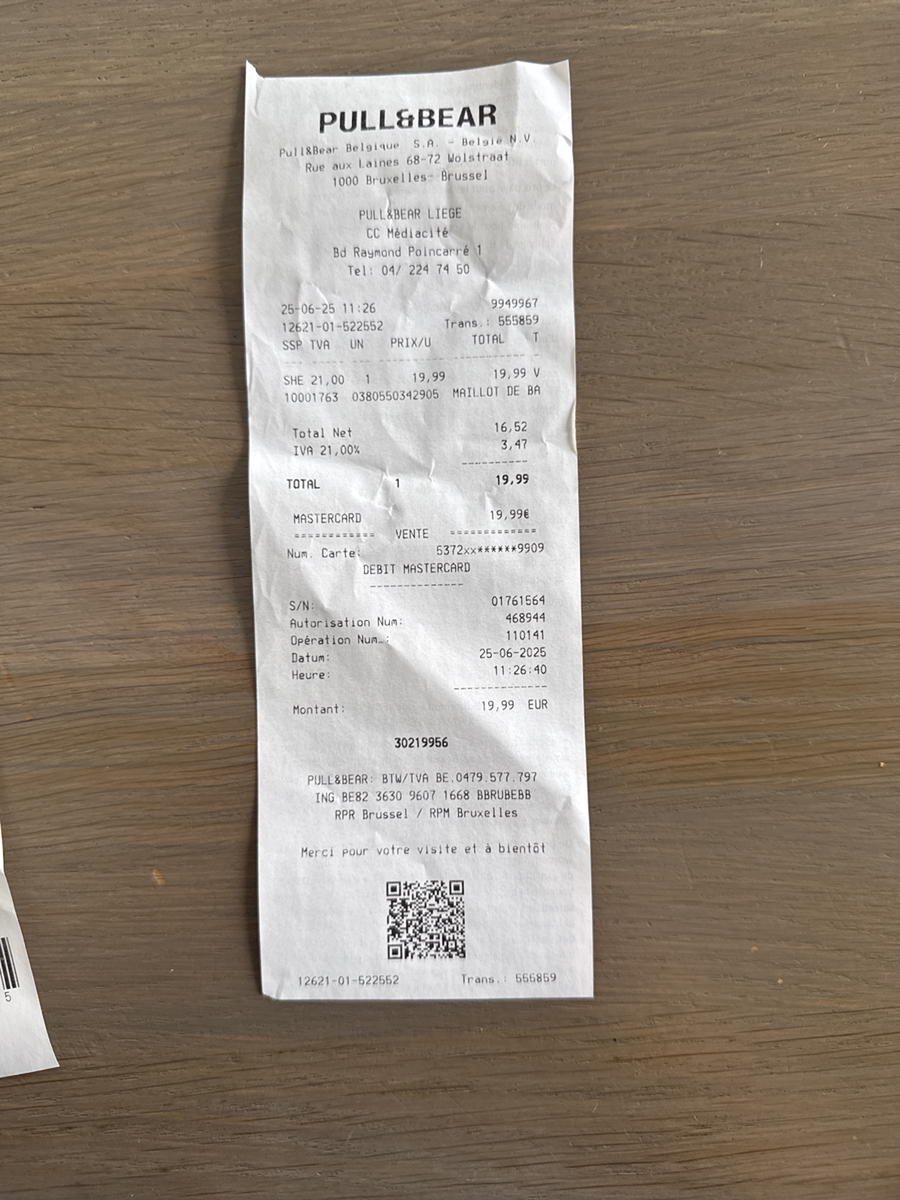 PULL&BEAR
Pull&Bear Belgique S.A. - Belgie N.V.
Rue aux Laines 68-72 Wolstraat
1000 Bruxelles- Brussel
PULL&BEAR LIEGE
CC Médiacité
Bd Raymond Poincarré 1
Tel: 04/ 224 74 50
25-06-25 11:26 9949967
12621-01-522552 Trans.: 555859
SSP TVA UN PRIX/U TOTAL T
SHE 21,00 1 19,99 19,99 V
10001763 0380550342905 MAILLOT DE BA
Total Net 16,52
IVA 21,00% 3,47
----------
TOTAL 1 19,99
MASTERCARD 19,99€
============ VENTE ============
Num. Carte: 5372xx******9909
DEBIT MASTERCARD
--------------
S/N: 01761564
Autorisation Num: 468944
Opération Num.: 110141
Datum: 25-06-2025
Heure: 11:26:40
--------------
Montant: 19,99 EUR
30219956
PULL&BEAR: BTW/TVA BE.0479.577.797
ING BE82 3630 9607 1668 BBRUBEBB
RPR Brussel / RPM Bruxelles
Merci pour votre visite et à bientôt
12621-01-522552 Trans.: 555859
5